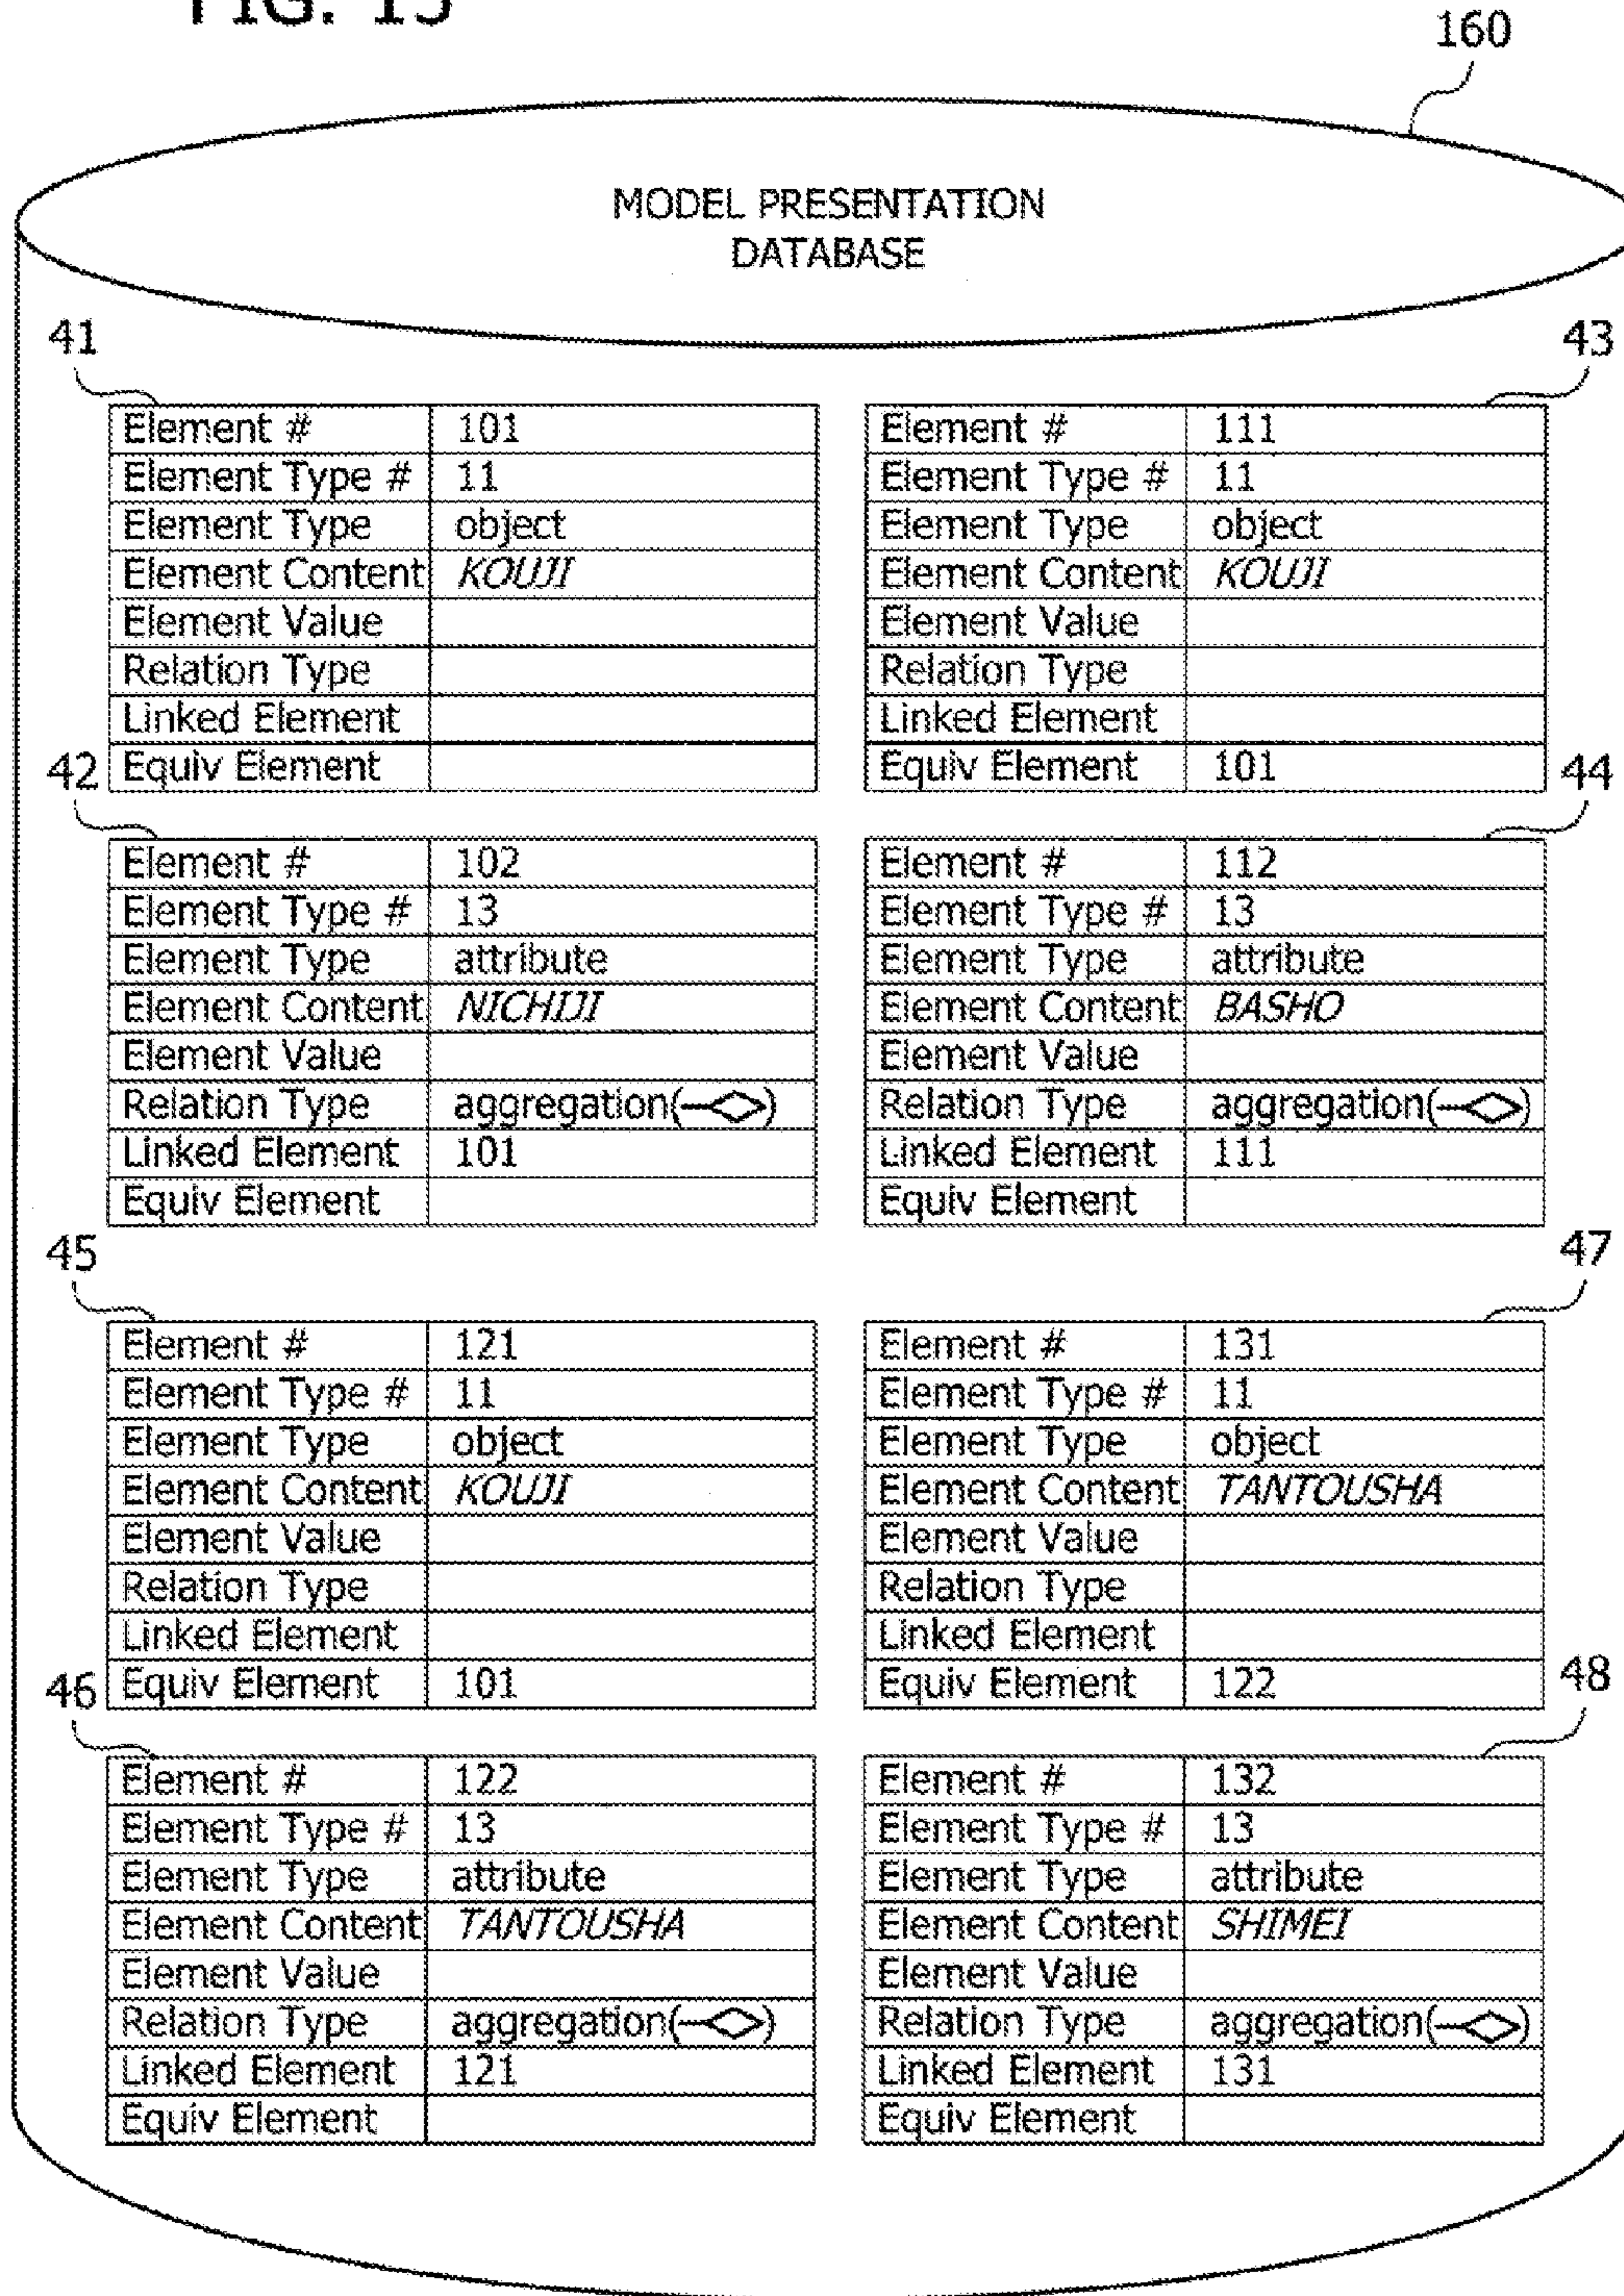 FIG. 15
160
MODEL PRESENTATION
DATABASE
41
Element # 101
Element Type # 11
Element Type object
Element Content KOUJI
Element Value
Relation Type
Linked Element
Equiv Element
43
Element # 111
Element Type # 11
Element Type object
Element Content KOUJI
Element Value
Relation Type
Linked Element
Equiv Element 101
42
Element # 102
Element Type # 13
Element Type attribute
Element Content NICHIJI
Element Value
Relation Type aggregation( )
Linked Element 101
Equiv Element
44
Element # 112
Element Type # 13
Element Type attribute
Element Content BASHO
Element Value
Relation Type aggregation( )
Linked Element 111
Equiv Element
45
Element # 121
Element Type # 11
Element Type object
Element Content KOUJI
Element Value
Relation Type
Linked Element
Equiv Element 101
47
Element # 131
Element Type # 11
Element Type object
Element Content TANTOUSHA
Element Value
Relation Type
Linked Element
Equiv Element 122
46
Element # 122
Element Type # 13
Element Type attribute
Element Content TANTOUSHA
Element Value
Relation Type aggregation( )
Linked Element 121
Equiv Element
48
Element # 132
Element Type # 13
Element Type attribute
Element Content SHIMEI
Element Value
Relation Type aggregation( )
Linked Element 131
Equiv Element